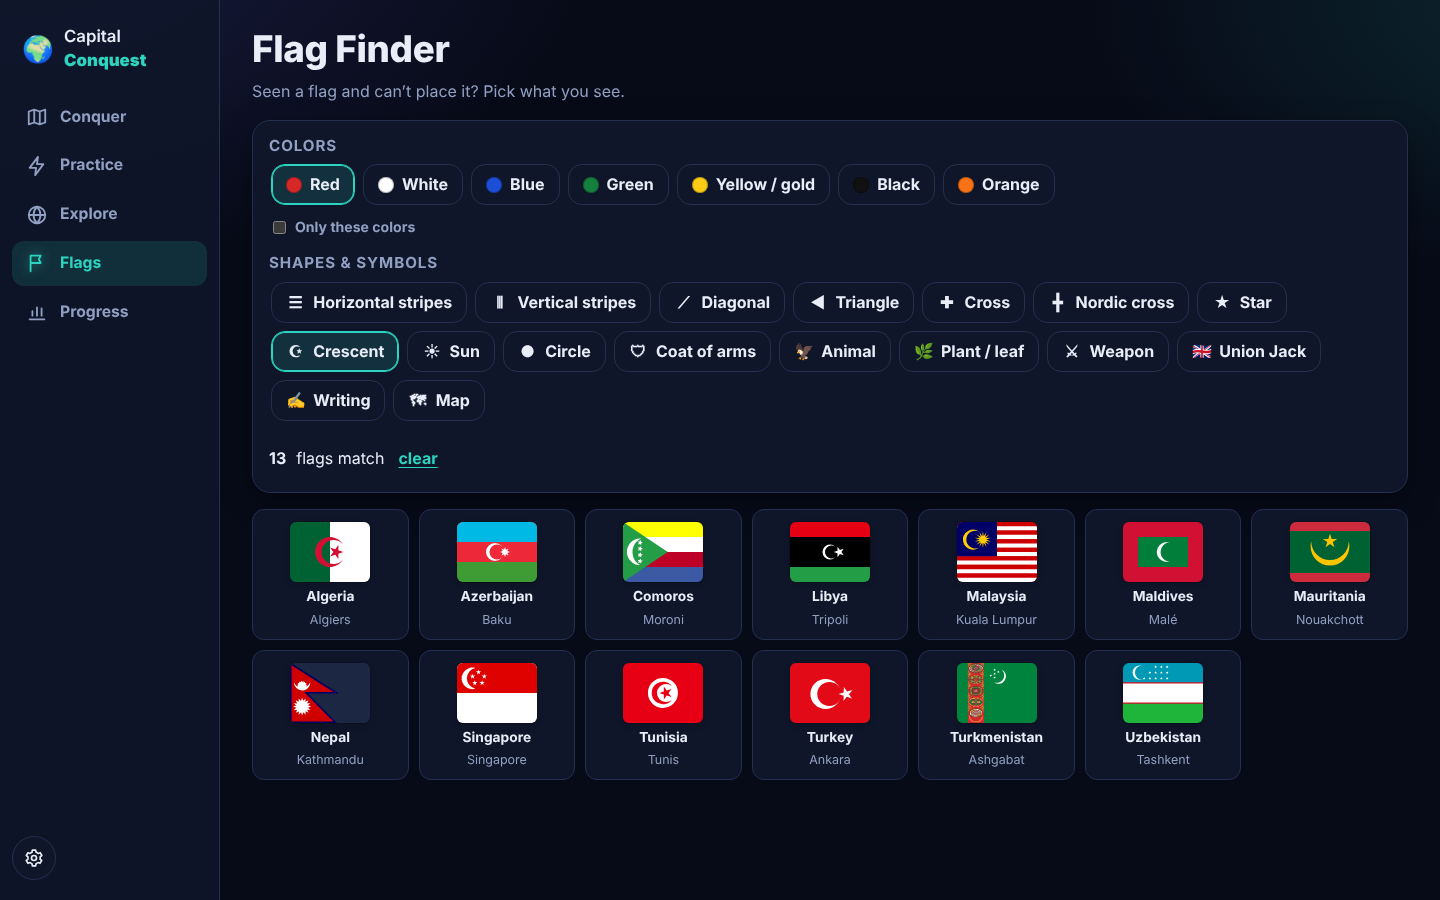 Capital
Conquest
Conquer
Practice
Explore
Flags
Progress
Flag Finder
Seen a flag and can't place it? Pick what you see.
COLORS
Red White Blue Green Yellow / gold Black Orange
Only these colors
SHAPES & SYMBOLS
Horizontal stripes Vertical stripes Diagonal Triangle Cross Nordic cross Star
Crescent Sun Circle Coat of arms Animal Plant / leaf Weapon Union Jack
Writing Map
13 flags match clear
Algeria Azerbaijan Comoros Libya Malaysia Maldives Mauritania
Algiers Baku Moroni Tripoli Kuala Lumpur Malé Nouakchott
Nepal Singapore Tunisia Turkey Turkmenistan Uzbekistan
Kathmandu Singapore Tunis Ankara Ashgabat Tashkent